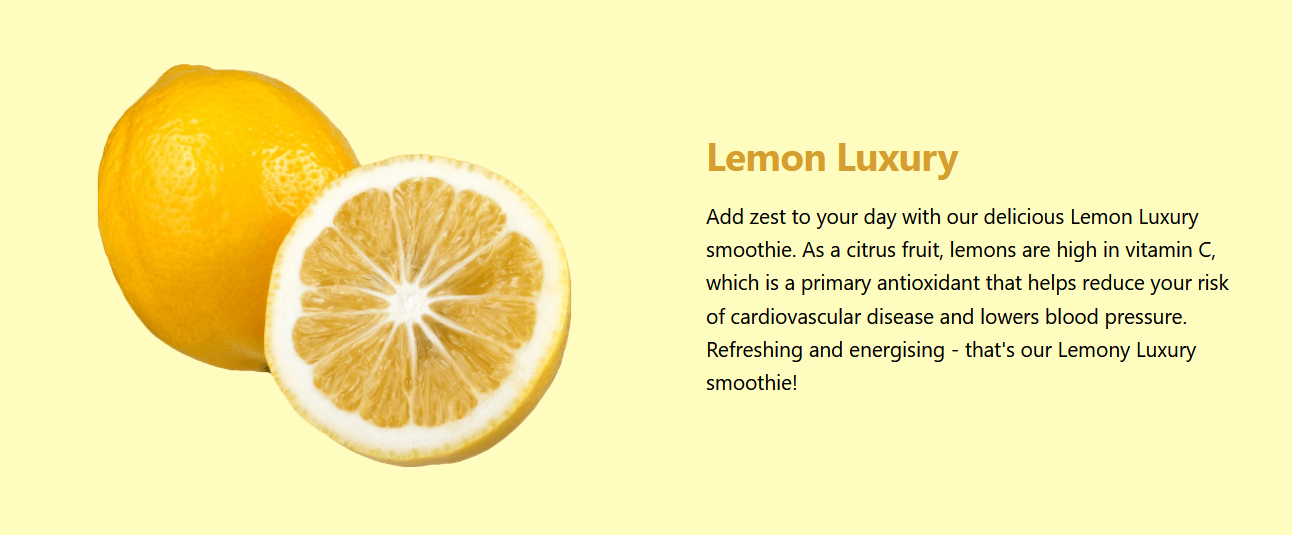 Lemon Luxury
Add zest to your day with our delicious Lemon Luxury
smoothie. As a citrus fruit, lemons are high in vitamin C,
which is a primary antioxidant that helps reduce your risk
of cardiovascular disease and lowers blood pressure.
Refreshing and energising - that's our Lemony Luxury
smoothie!